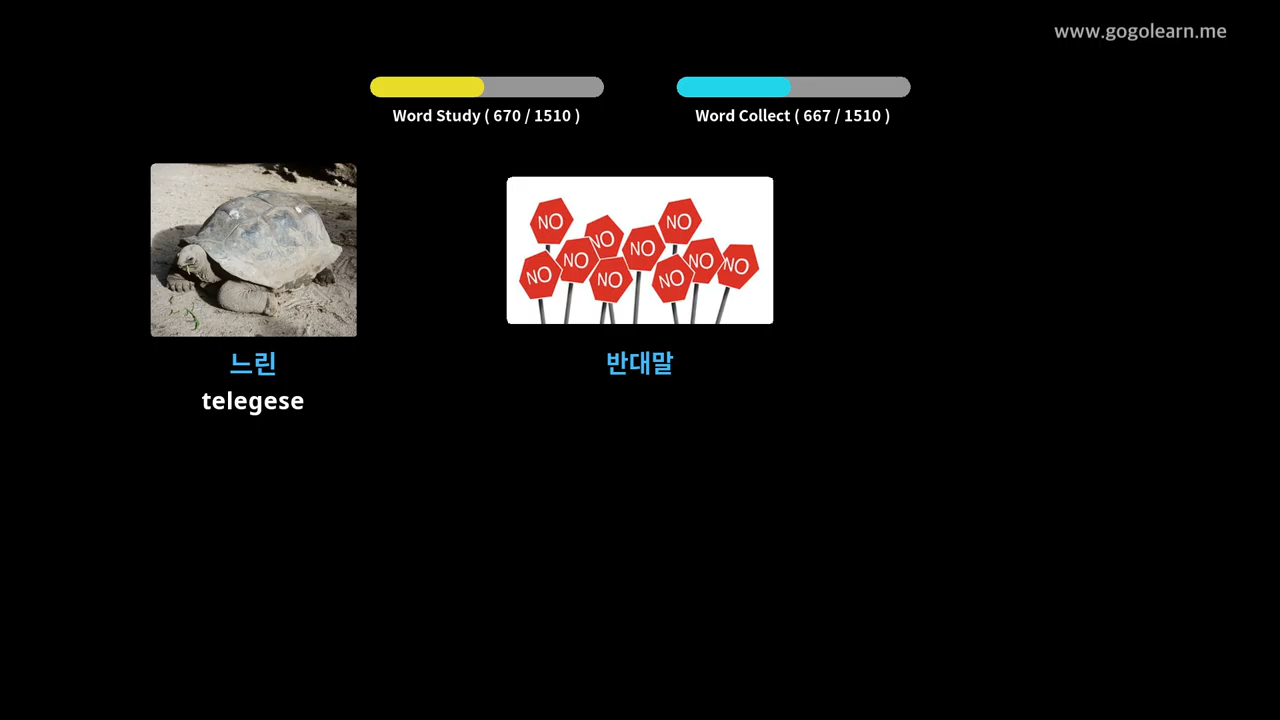 www.gogolearn.me
Word Study ( 670 / 1510 )
Word Collect ( 667 / 1510 )
NO
NO
NO
NO
NO
NO
NO
NO
NO
NO
느린
telegese
반대말